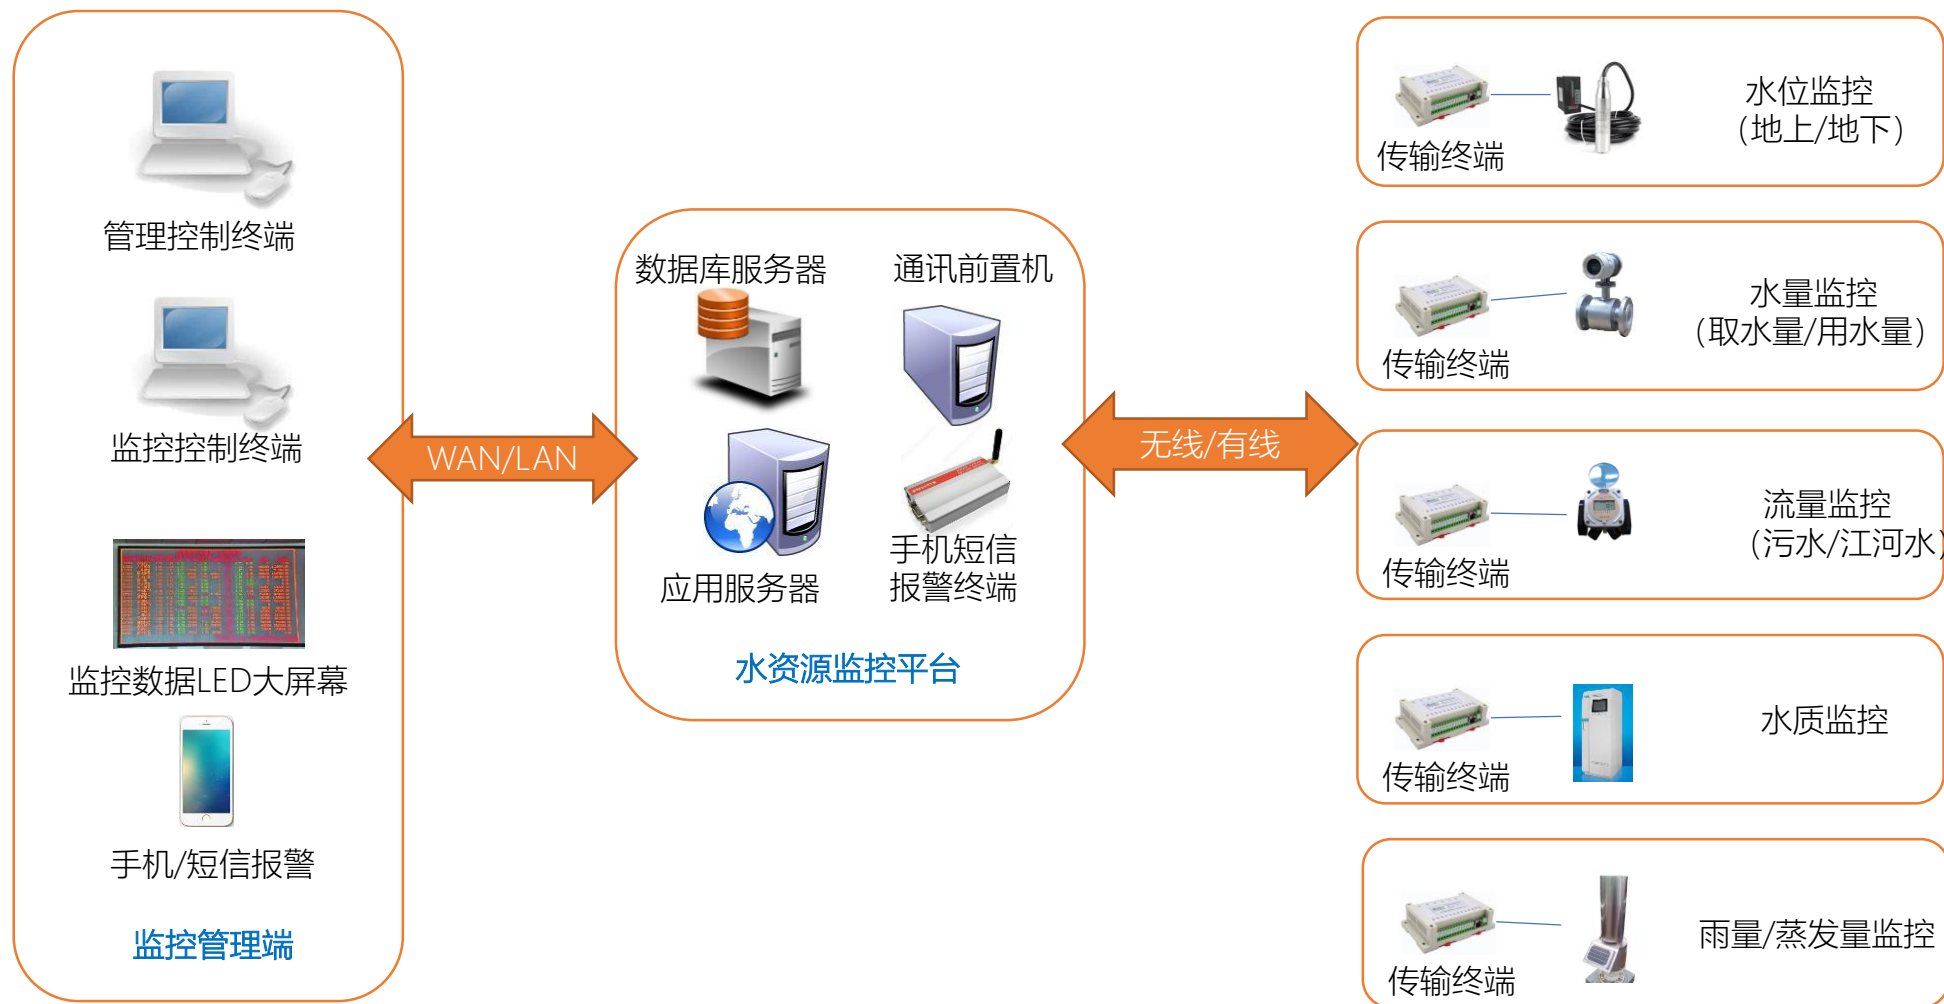 管理控制终端
监控控制终端
监控数据LED大屏幕
手机/短信报警
监控管理端
WAN/LAN
数据库服务器
通讯前置机
应用服务器
手机短信
报警终端
水资源监控平台
无线/有线
传输终端
水位监控
(地上/地下)
传输终端
水量监控
(取水量/用水量)
传输终端
流量监控
(污水/江河水)
传输终端
水质监控
传输终端
雨量/蒸发量监控